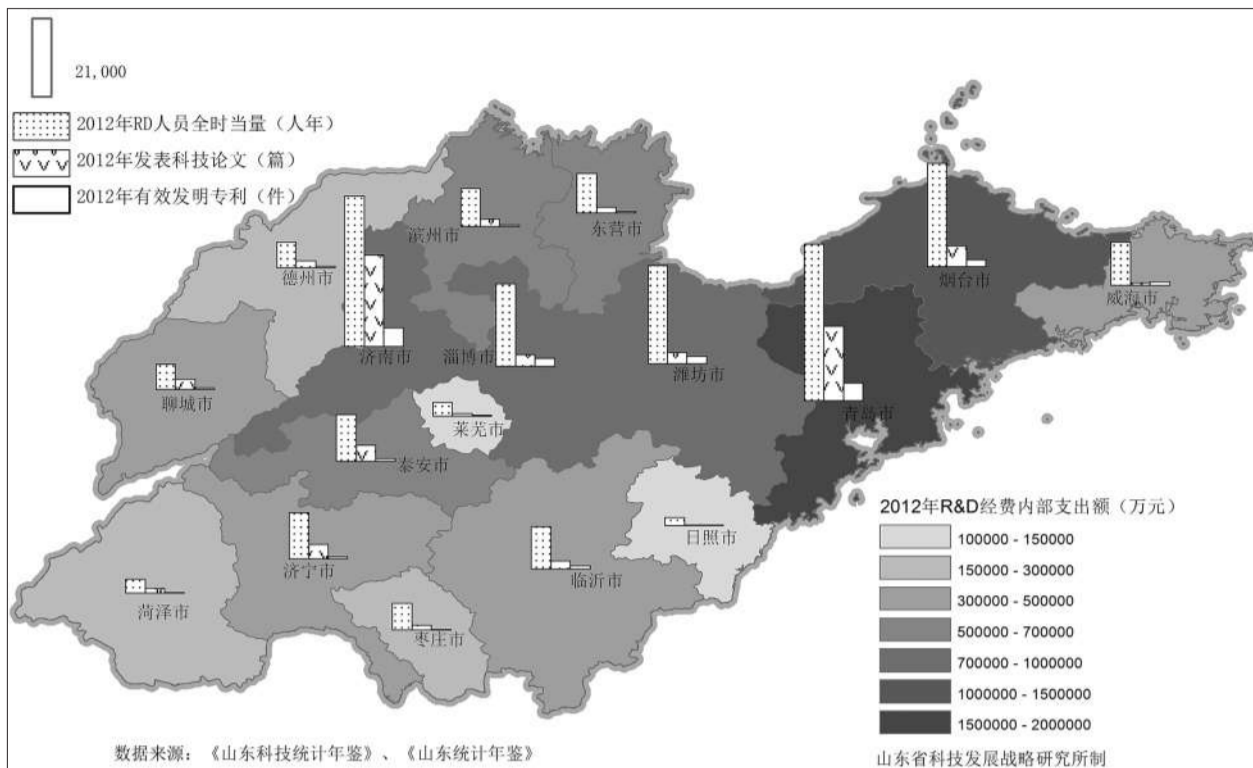 21,000
2012年RD人员全时当量（人年）
2012年发表科技论文（篇）
2012年有效发明专利（件）
滨州市
东营市
德州市
烟台市
威海市
济南市
淄博市
潍坊市
聊城市
青岛市
莱芜市
泰安市
日照市
济宁市
临沂市
菏泽市
枣庄市
2012年R&D经费内部支出额（万元）
100000 - 150000
150000 - 300000
300000 - 500000
500000 - 700000
700000 - 1000000
1000000 - 1500000
1500000 - 2000000
数据来源：《山东科技统计年鉴》、《山东统计年鉴》
山东省科技发展战略研究所制